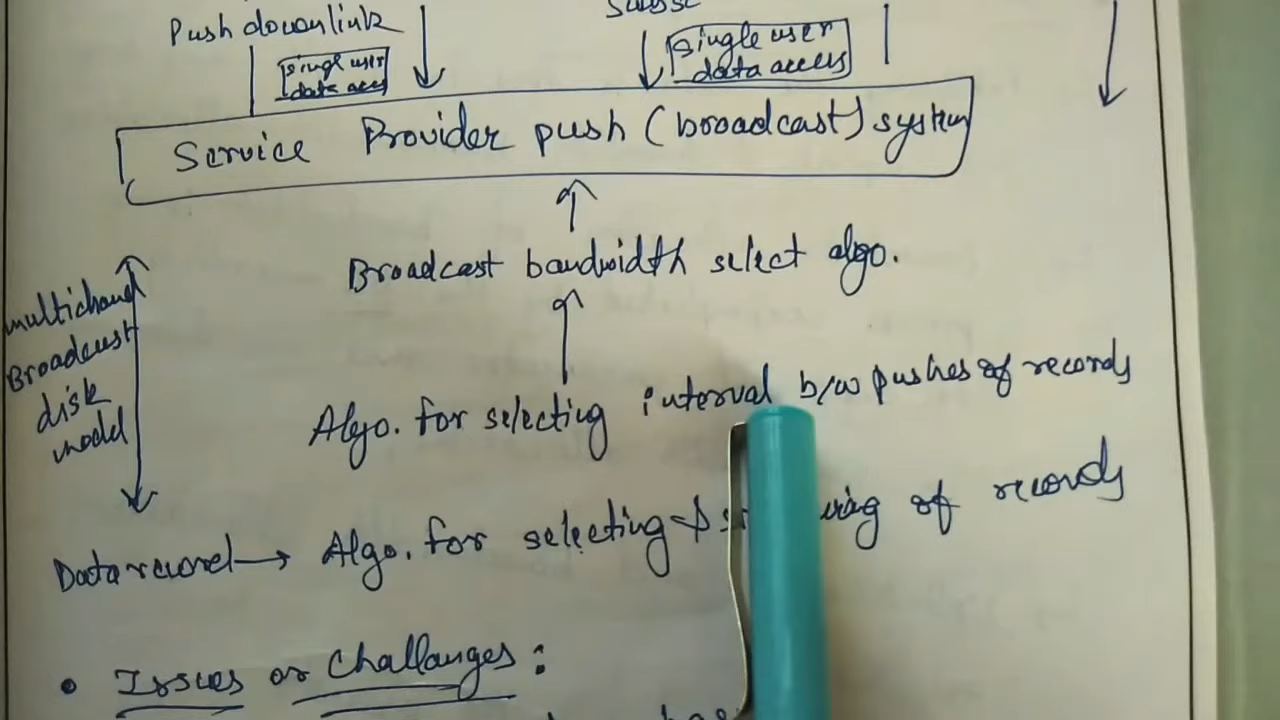 Push downlink
single user
data acces
single user
data access
Service Provider push (broadcast) system
Broadcast bandwidth select algo.
multichannel
Broadcast
disk
model
Algo. for selecting interval b/w pushes of records
Data record → Algo. for selecting & of records
• Issues or Challanges :